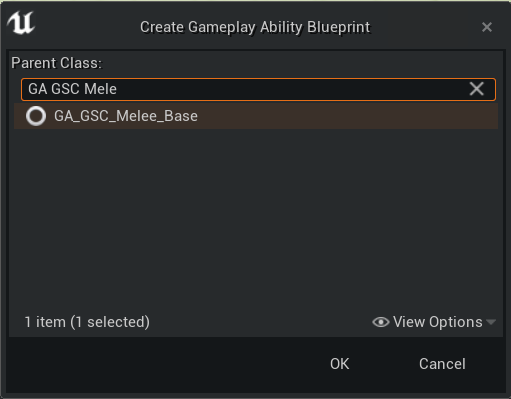 Create Gameplay Ability Blueprint
Parent Class:
GA GSC Mele
GA_GSC_Melee_Base
1 item (1 selected)
View Options
OK
Cancel